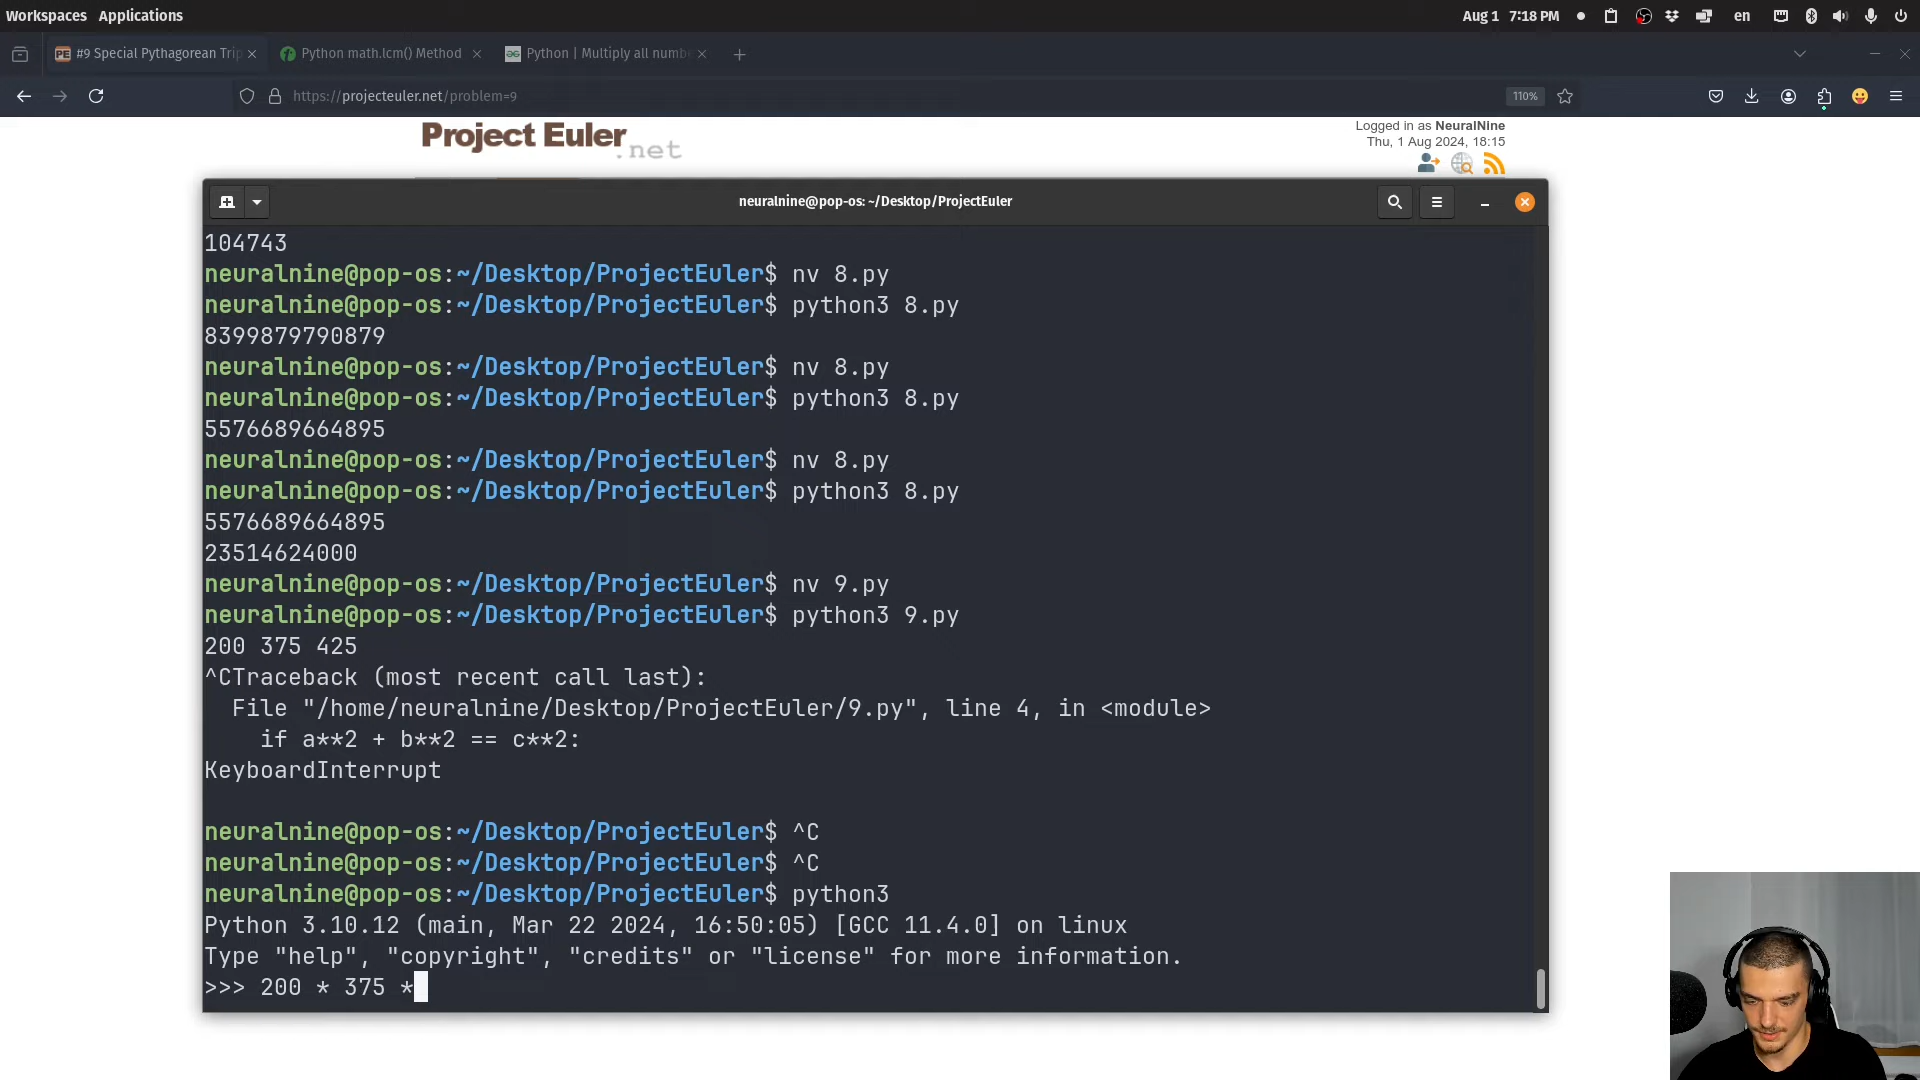 Workspaces Applications
Aug 1 7:18 PM
en
#9 Special Pythagorean Trip
Python math.lcm() Method
Python | Multiply all numbe
https://projecteuler.net/problem=9
110%
Project Euler
.net
Logged in as NeuralNine
Thu, 1 Aug 2024, 18:15
neuralnine@pop-os: ~/Desktop/ProjectEuler
104743
neuralnine@pop-os:~/Desktop/ProjectEuler$ nv 8.py
neuralnine@pop-os:~/Desktop/ProjectEuler$ python3 8.py
8399879790879
neuralnine@pop-os:~/Desktop/ProjectEuler$ nv 8.py
neuralnine@pop-os:~/Desktop/ProjectEuler$ python3 8.py
5576689664895
neuralnine@pop-os:~/Desktop/ProjectEuler$ nv 8.py
neuralnine@pop-os:~/Desktop/ProjectEuler$ python3 8.py
5576689664895
23514624000
neuralnine@pop-os:~/Desktop/ProjectEuler$ nv 9.py
neuralnine@pop-os:~/Desktop/ProjectEuler$ python3 9.py
200 375 425
^CTraceback (most recent call last):
  File "/home/neuralnine/Desktop/ProjectEuler/9.py", line 4, in <module>
    if a**2 + b**2 == c**2:
KeyboardInterrupt
neuralnine@pop-os:~/Desktop/ProjectEuler$ ^C
neuralnine@pop-os:~/Desktop/ProjectEuler$ ^C
neuralnine@pop-os:~/Desktop/ProjectEuler$ python3
Python 3.10.12 (main, Mar 22 2024, 16:50:05) [GCC 11.4.0] on linux
Type "help", "copyright", "credits" or "license" for more information.
>>> 200 * 375 *